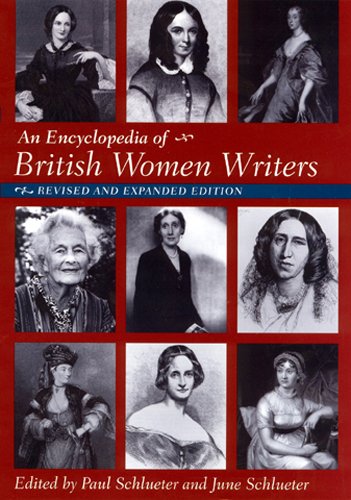 An Encyclopedia of
British Women Writers
REVISED AND EXPANDED EDITION
Edited by Paul Schlueter and June Schlueter